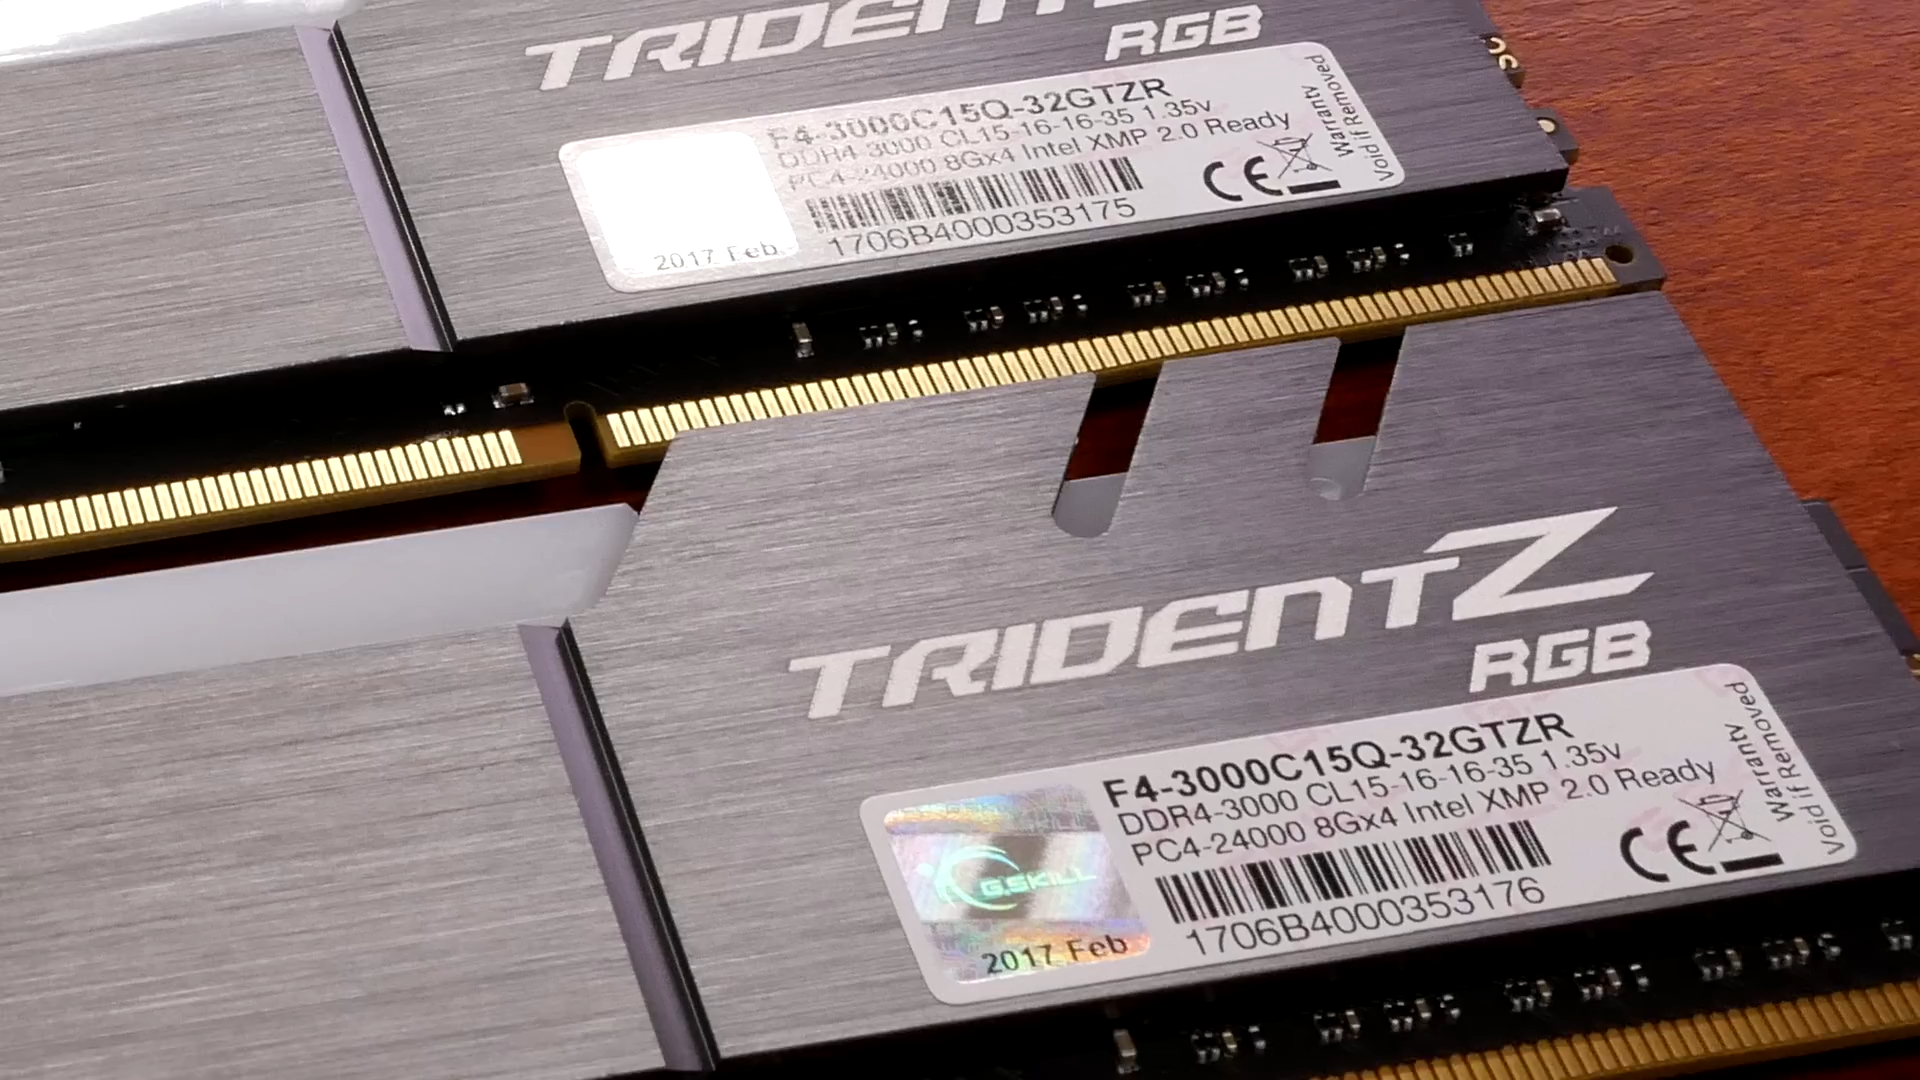 TRIDENTZ
RGB
F4-3000C15Q-32GTZR
DDR4-3000 CL15-16-16-35 1.35v
PC4-24000 8Gx4 Intel XMP 2.0 Ready
1706B4000353175
2017 Feb
CE
Warranty
Void if Removed
TRIDENTZ
RGB
F4-3000C15Q-32GTZR
DDR4-3000 CL15-16-16-35 1.35v
PC4-24000 8Gx4 Intel XMP 2.0 Ready
1706B4000353176
G.SKILL
2017 Feb
CE
Warranty
Void if Removed